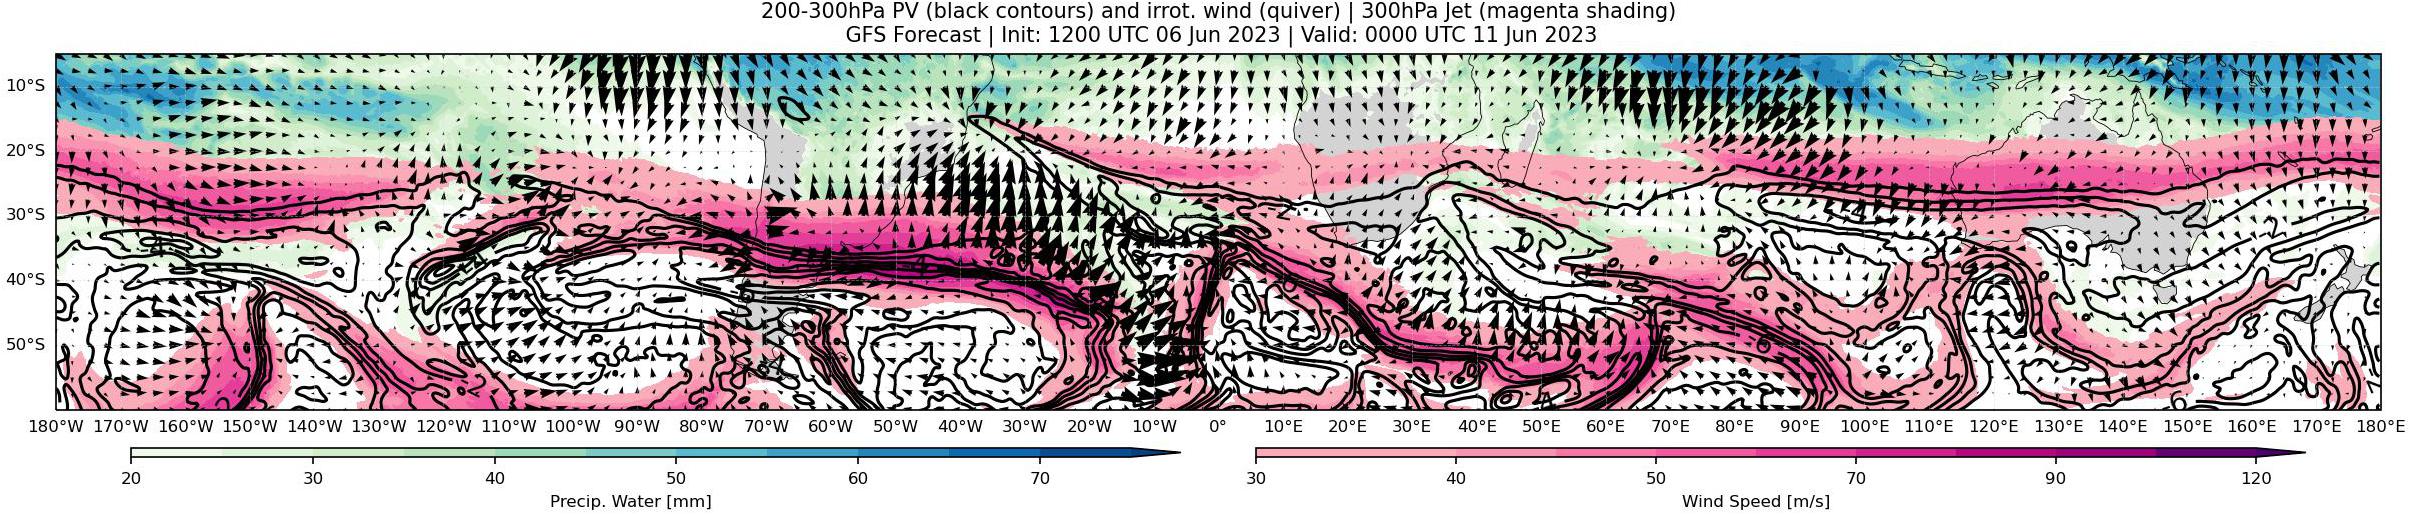 200-300hPa PV (black contours) and irrot. wind (quiver) | 300hPa Jet (magenta shading)
GFS Forecast | Init: 1200 UTC 06 Jun 2023 | Valid: 0000 UTC 11 Jun 2023
10°S
20°S
30°S
40°S
50°S
180°W 170°W 160°W 150°W 140°W 130°W 120°W 110°W 100°W 90°W 80°W 70°W 60°W 50°W 40°W 30°W 20°W 10°W 0° 10°E 20°E 30°E 40°E 50°E 60°E 70°E 80°E 90°E 100°E 110°E 120°E 130°E 140°E 150°E 160°E 170°E 180°E
20 30 40 50 60 70
Precip. Water [mm]
30 40 50 70 90 120
Wind Speed [m/s]